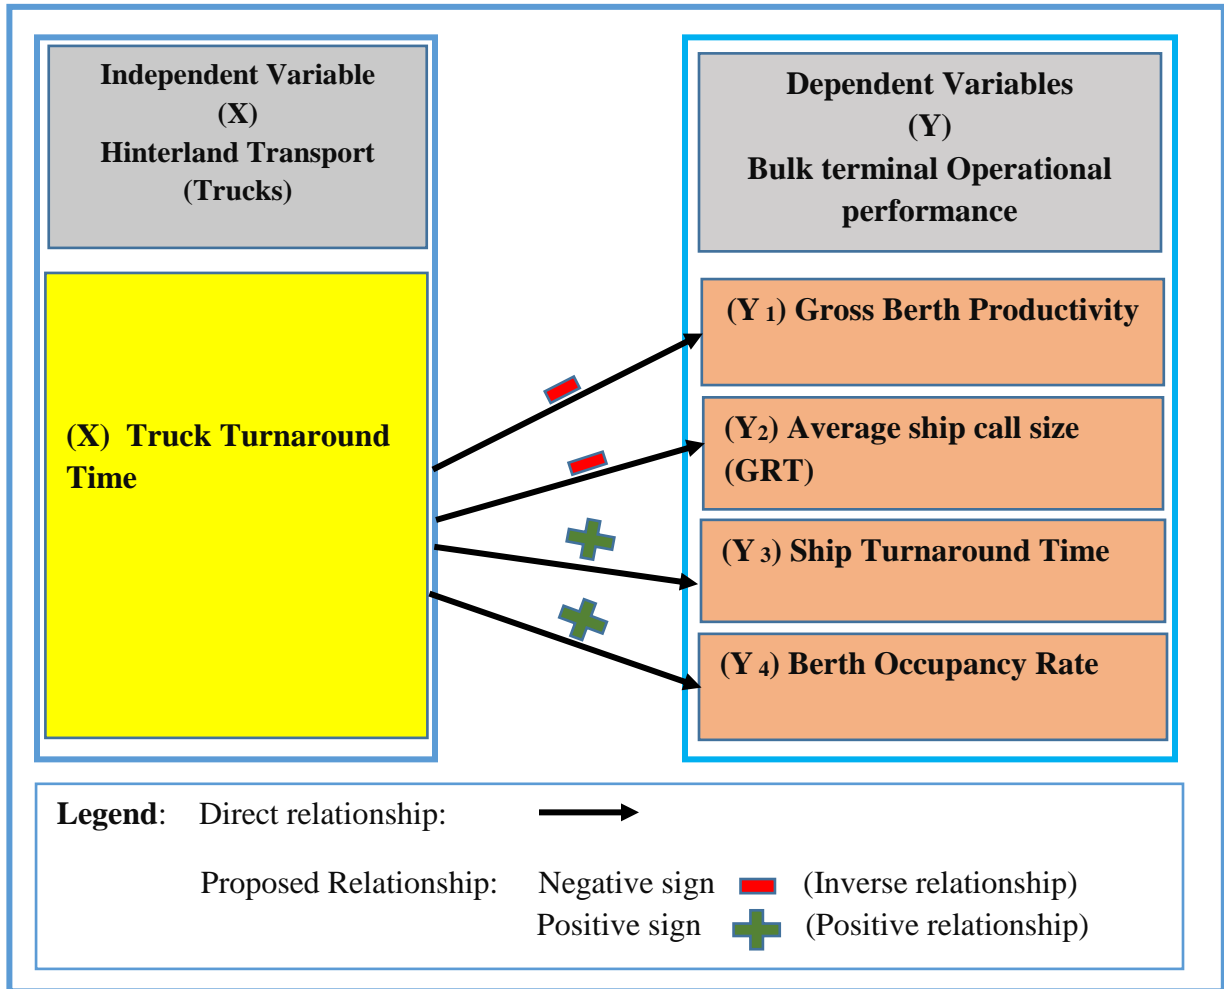 Independent Variable
(X)
Hinterland Transport
(Trucks)
(X) Truck Turnaround
Time
Dependent Variables
(Y)
Bulk terminal Operational
performance
(Y 1) Gross Berth Productivity
(Y2) Average ship call size
(GRT)
(Y 3) Ship Turnaround Time
(Y 4) Berth Occupancy Rate
Legend: Direct relationship:
Proposed Relationship: Negative sign (Inverse relationship)
Positive sign (Positive relationship)